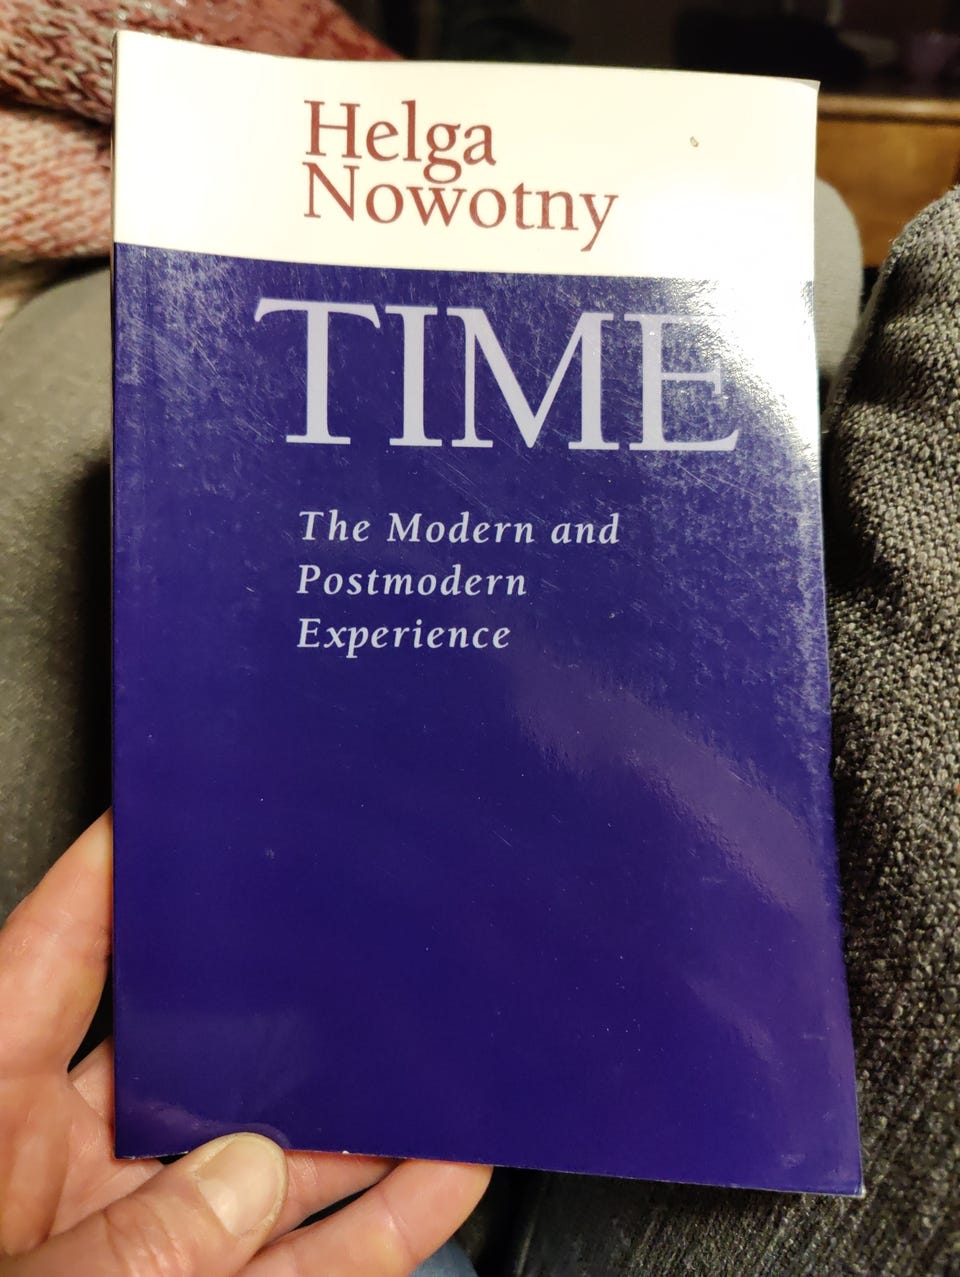 Helga
Nowotny
TIME
The Modern and
Postmodern
Experience